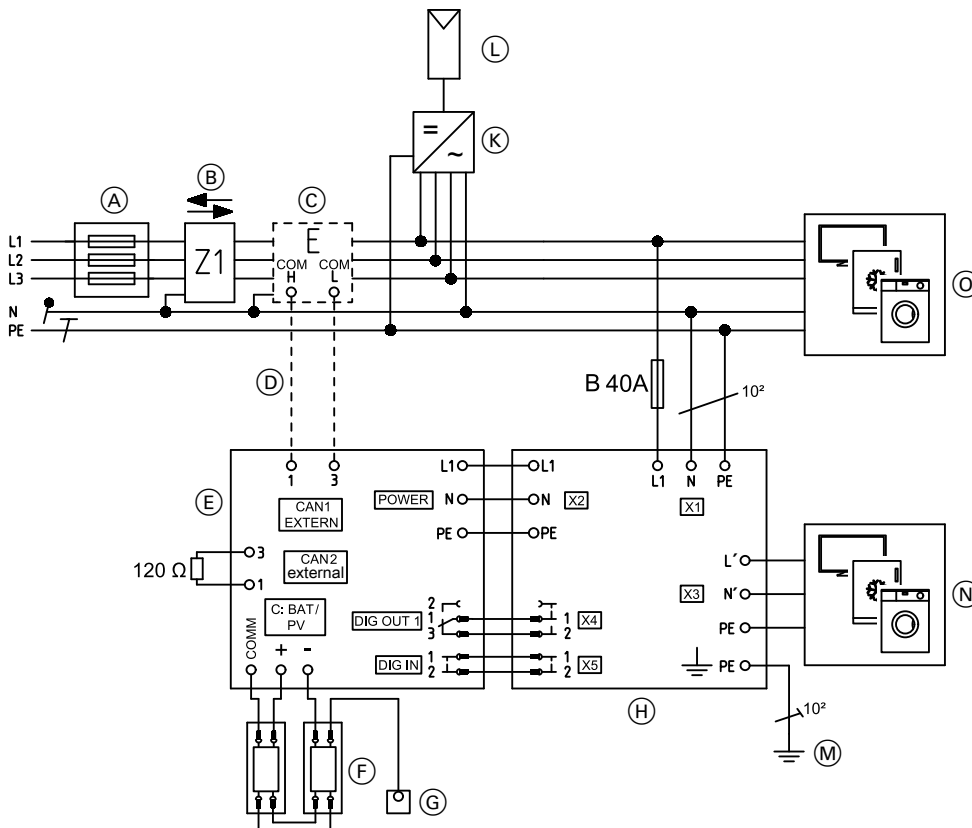 L
K
A
B
C
L1
L2
L3
N
PE
Z1
E
COM COM
H L
O
D
B 40A
10²
E
1 3
CAN1
EXTERN
L1
N
PE
POWER
L1
N
PE
X2
L1 N PE
X1
120 Ω
3
1
CAN2
external
C: BAT/
PV
COMM
+ -
DIG OUT 1
2
1
3
1
2
X4
DIG IN
1
2
1
2
X5
L´
N´
PE
X3
PE
N
H
10²
M
F
G